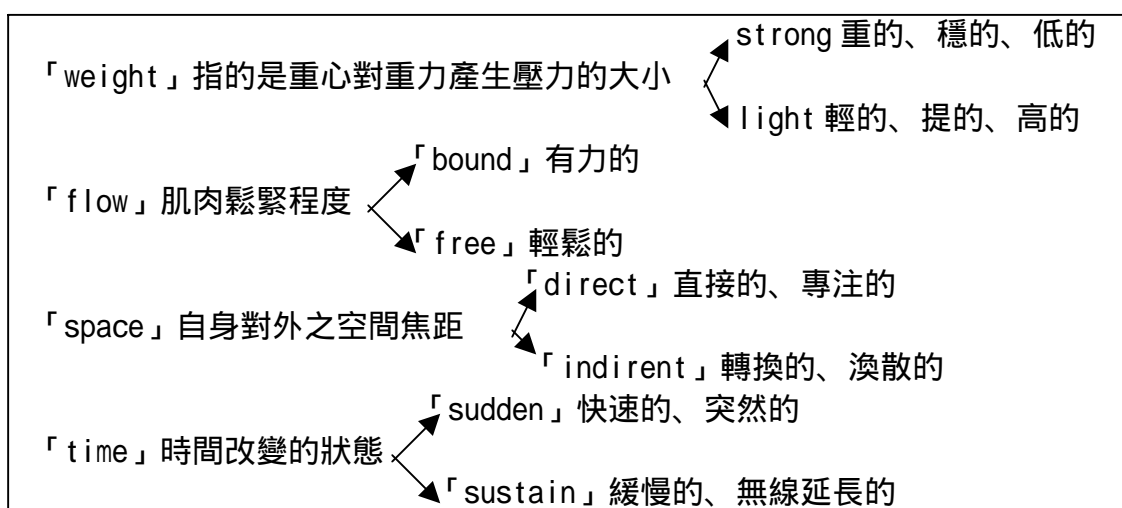 strong 重的、穩的、低的
「weight」指的是重心對重力產生壓力的大小
light 輕的、提的、高的
「bound」有力的
「flow」肌肉鬆緊程度
「free」輕鬆的
「direct」直接的、專注的
「space」自身對外之空間焦距
「indirent」轉換的、渙散的
「sudden」快速的、突然的
「time」時間改變的狀態
「sustain」緩慢的、無線延長的